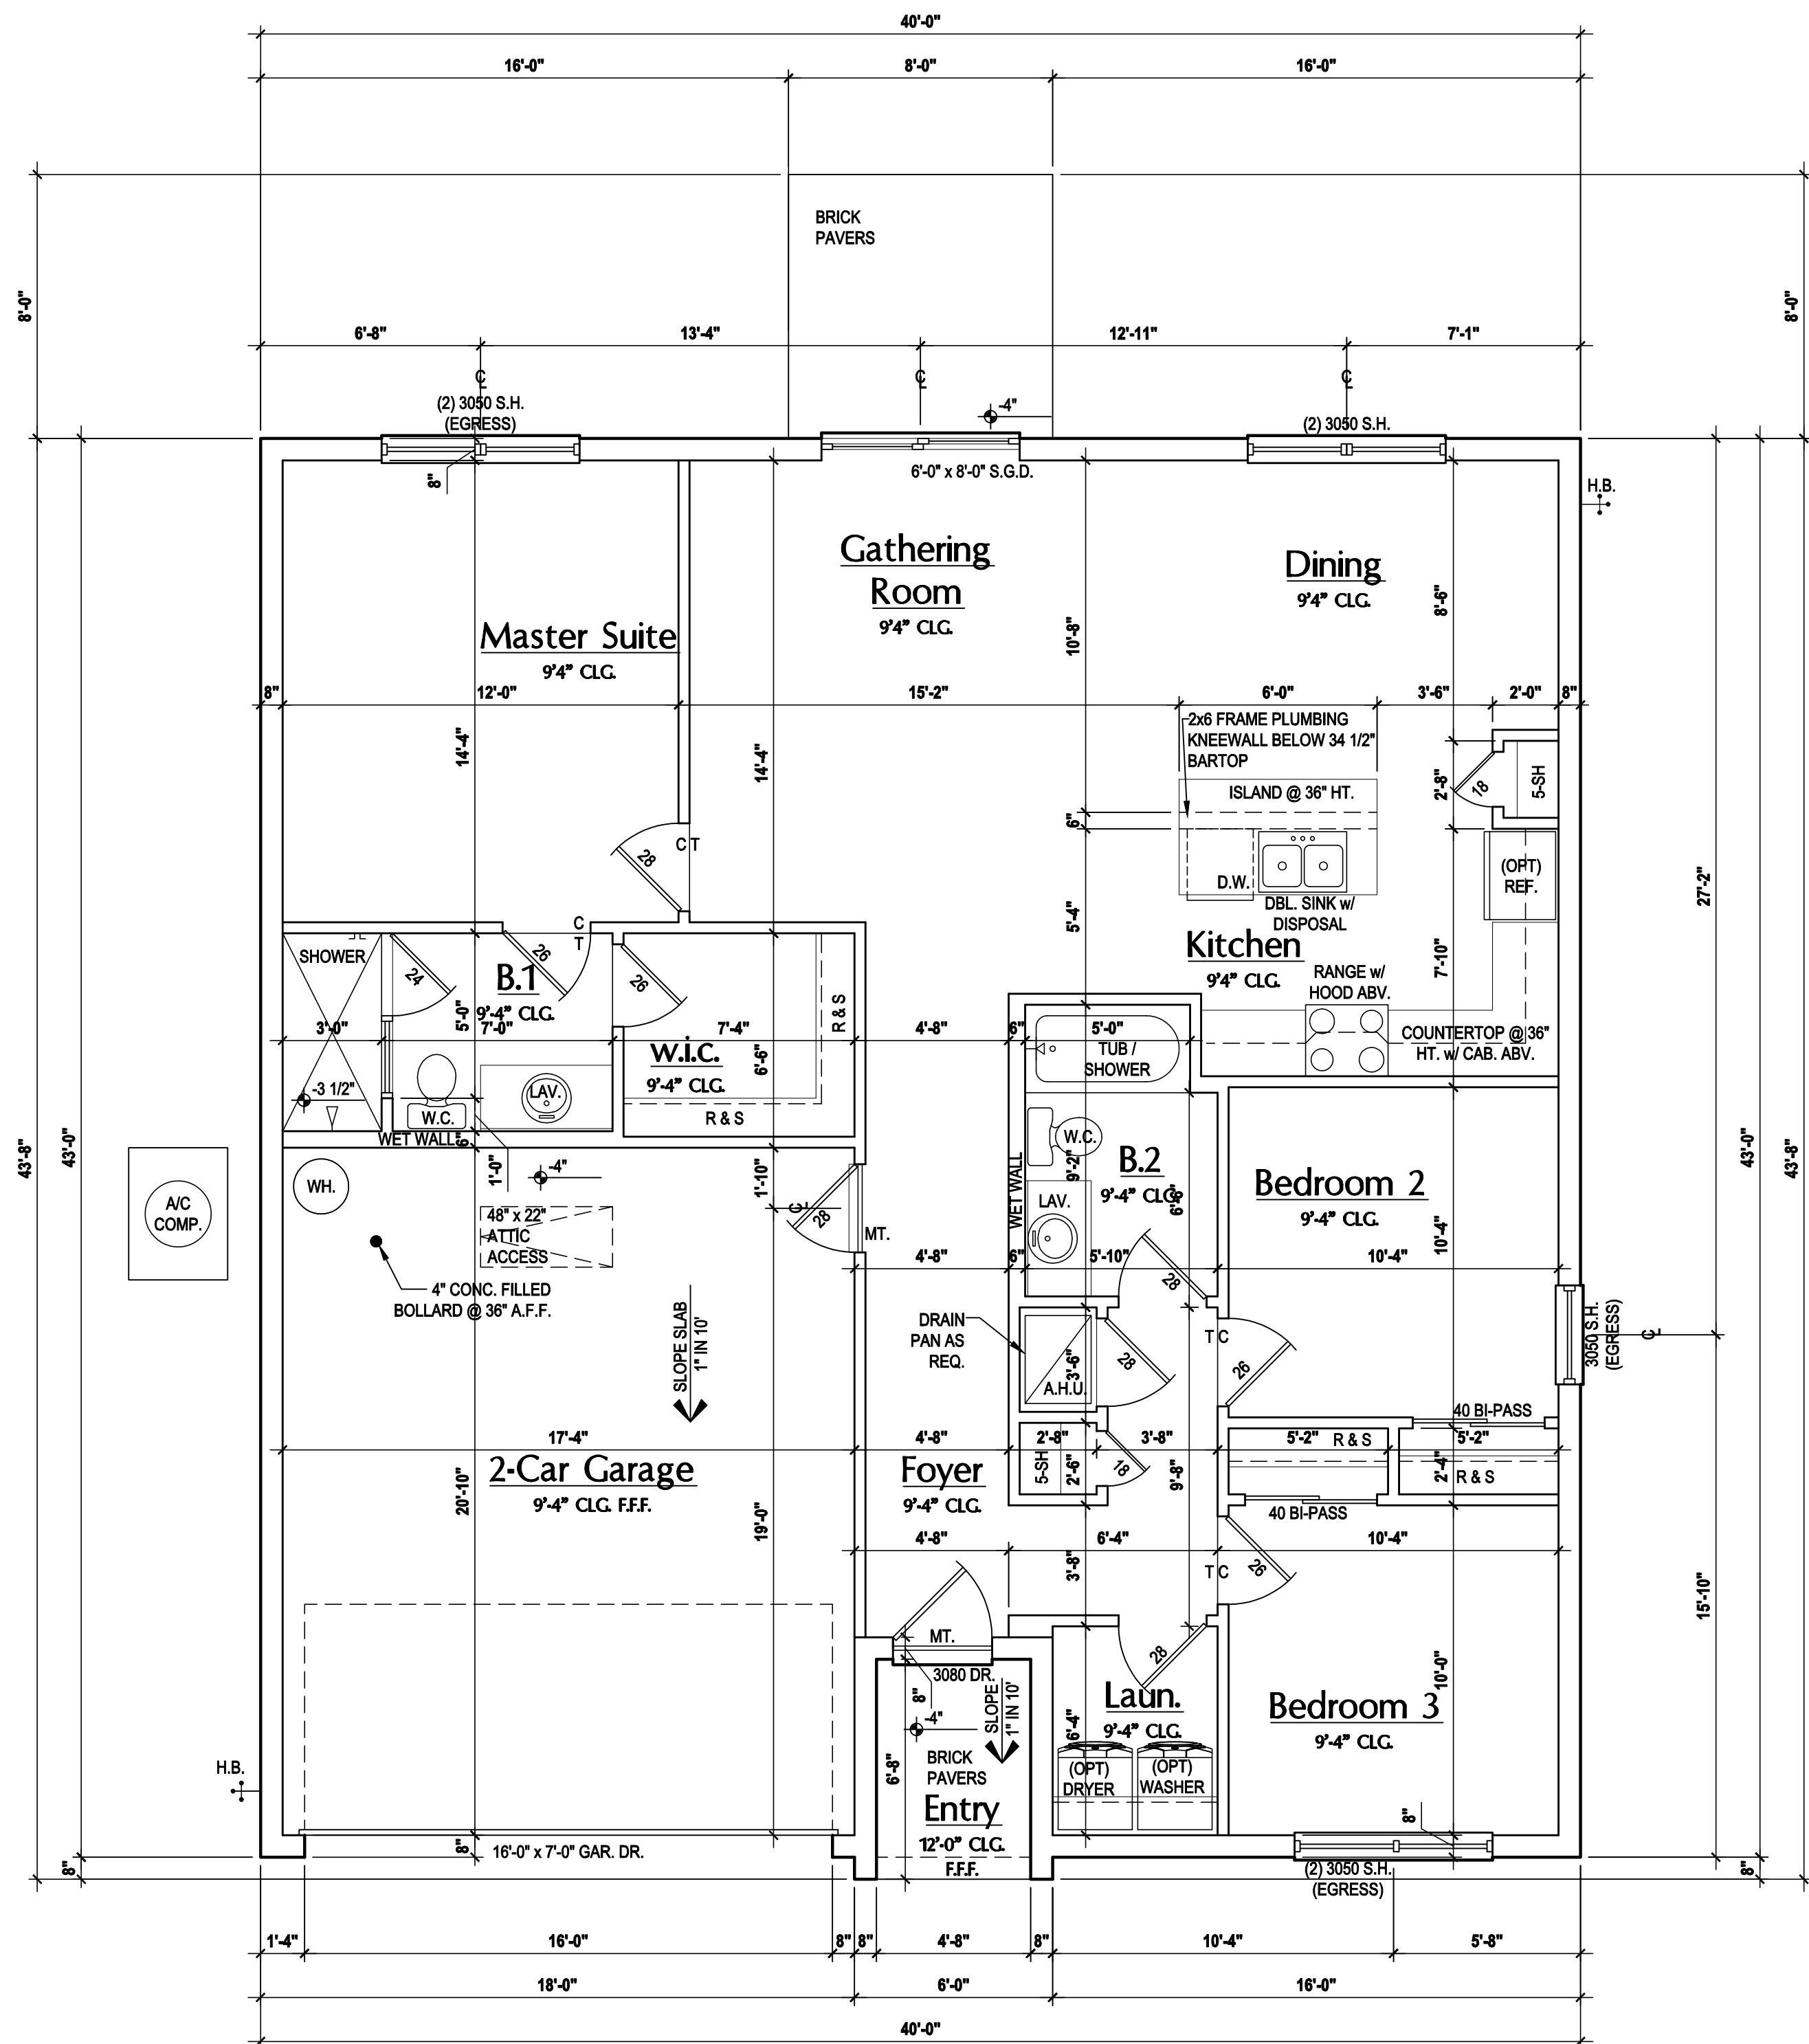 40'-0"
16'-0" 8'-0" 16'-0"
BRICK
PAVERS
8'-0" 8'-0"
6'-8" 13'-4" 12'-11" 7'-1"
CL CL CL
(2) 3050 S.H.
(EGRESS)
-4"
(2) 3050 S.H.
8"
6'-0" x 8'-0" S.G.D.
H.B.
Gathering
Room
9'4" CLG.
Dining
9'4" CLG.
8'-6"
10'-8"
Master Suite
9'4" CLG.
8" 12'-0" 15'-2" 6'-0" 3'-6" 2'-0" 8"
2x6 FRAME PLUMBING
KNEEWALL BELOW 34 1/2"
BARTOP
14'-4" 14'-4"
2'-8"
18
5-SH
ISLAND @ 36" HT.
6"
28
C T
D.W.
DBL. SINK w/
DISPOSAL
(OPT)
REF.
27'-2"
5'-4"
C
T
SHOWER
24
26
26
B.1
9'-4" CLG.
5'-0"
Kitchen
9'4" CLG.
RANGE w/
HOOD ABV.
7'-10"
R & S
3'-0" 7'-0" 7'-4" 4'-8" 6" 5'-0"
COUNTERTOP @ 36"
HT. w/ CAB. ABV.
W.I.C.
9'-4" CLG.
6'-6"
TUB /
SHOWER
-3 1/2"
W.C.
LAV.
R & S
WET WALL
6"
43'-8" 43'-0" 43'-0" 43'-8"
1'-0"
-4"
WH.
A/C
COMP.
48" x 22"
ATTIC
ACCESS
1'-10"
CL
28
MT.
W.C.
9'-2"
B.2
9'-4" CLG.
6'-6"
WET WALL
LAV.
Bedroom 2
9'-4" CLG.
10'-4"
4'-8" 6" 5'-10" 10'-4"
28
4" CONC. FILLED
BOLLARD @ 36" A.F.F.
SLOPE SLAB
1" IN 10'
DRAIN
PAN AS
REQ.
A.H.U.
3'-6"
28
T C
26
3050 S.H.
(EGRESS)
CL
40 BI-PASS
17'-4" 4'-8" 2'-8" 3'-8" 5'-2" R & S 5'-2"
2-Car Garage
9'-4" CLG. F.F.F.
20'-10"
19'-0"
Foyer
9'-4" CLG.
5-SH
2'-6"
18
9'-8"
2'-4"
R & S
40 BI-PASS
4'-8" 6'-4" 10'-4"
3'-8"
T C
26
15'-10"
MT.
3080 DR.
28
8"
-4"
SLOPE
1" IN 10'
Laun.
9'-4" CLG.
6'-4"
10'-0"
Bedroom 3
9'-4" CLG.
H.B.
6'-8"
BRICK
PAVERS
(OPT)
DRYER
(OPT)
WASHER
Entry
12'-0" CLG.
F.F.F.
8"
8"
16'-0" x 7'-0" GAR. DR.
(2) 3050 S.H.
(EGRESS)
8" 8"
1'-4" 16'-0" 8" 8" 4'-8" 8" 10'-4" 5'-8"
18'-0" 6'-0" 16'-0"
40'-0"